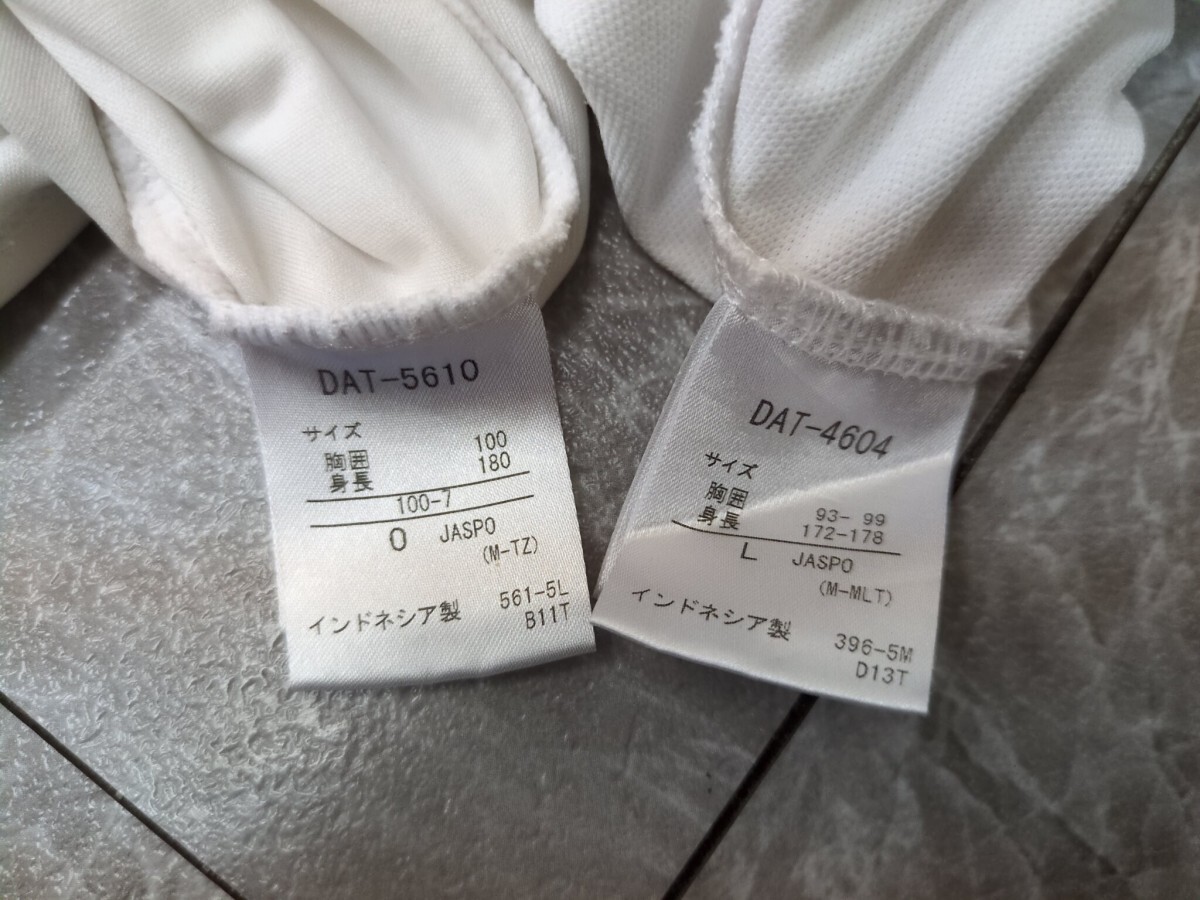 DAT-5610
サイズ
胸囲 100
身長 180
100-7
O JASPO
(M-TZ)
561-5L
インドネシア製 B11T
DAT-4604
サイズ
胸囲 93- 99
身長 172-178
L JASPO
(M-MLT)
インドネシア製 396-5M
D13T